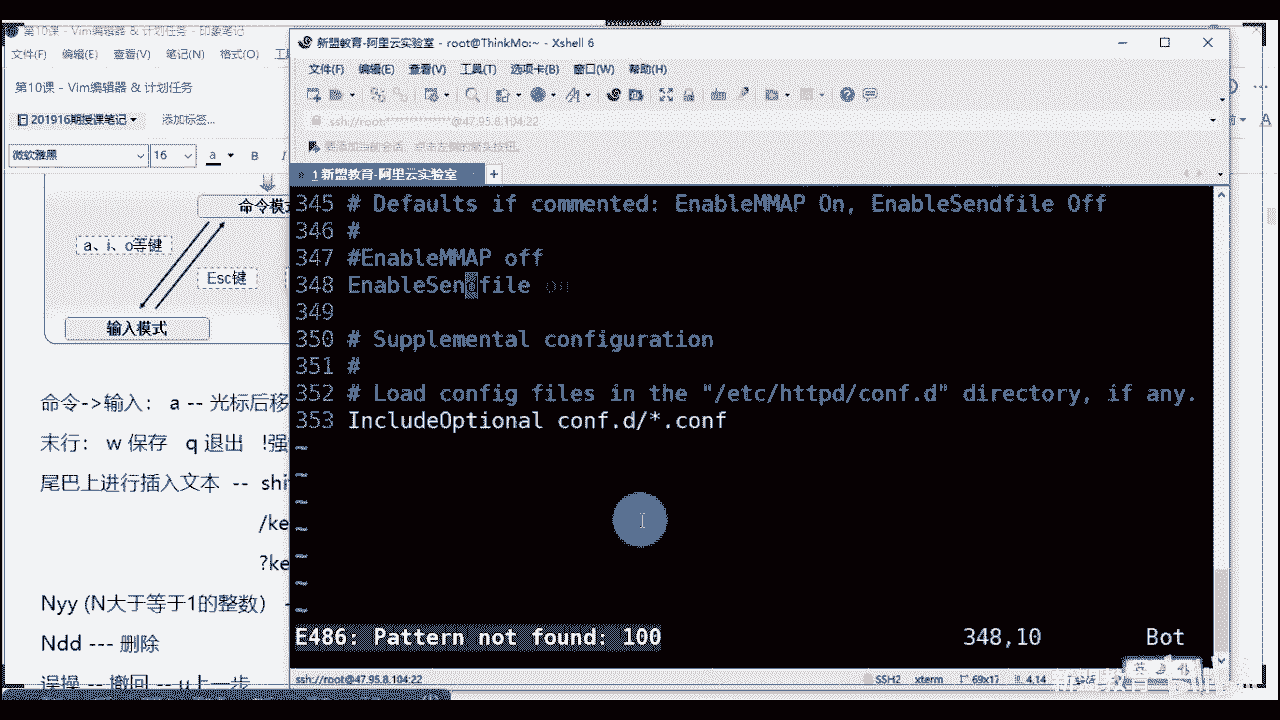 第10课 - Vim编辑器 & 计划任务 - 印象笔记
文件(F) 编辑(E) 查看(V) 笔记(N) 格式(O)
第10课 - Vim编辑器 & 计划任务
201916期授课笔记 添加标签...
微软雅黑 16 a B I
a、i、o等键
Esc键
输入模式
命令->输入: a -- 光标后移
末行: w 保存 q 退出
尾巴上进行插入文本 -- shi
/ke
?ke
Nyy (N大于等于1的整数)
Ndd --- 删除
误操 -- 撤回 -- u上一步
新盟教育-阿里云实验室 - root@ThinkMo:~ - Xshell 6
文件(F) 编辑(E) 查看(V) 工具(T) 选项卡(B) 窗口(W) 帮助(H)
ssh://root**************@47.95.8.104:22
要添加当前会话,点击左侧的箭头按钮。
1 新盟教育-阿里云实验室 +
345 # Defaults if commented: EnableMMAP On, EnableSendfile Off
346 #
347 #EnableMMAP off
348 EnableSendfile on
349
350 # Supplemental configuration
351 #
352 # Load config files in the "/etc/httpd/conf.d" directory, if any.
353 IncludeOptional conf.d/*.conf
~
~
~
~
~
~
~
E486: Pattern not found: 100 348,10 Bot
ssh://root@47.95.8.104:22 SSH2 xterm 69x17 4,14